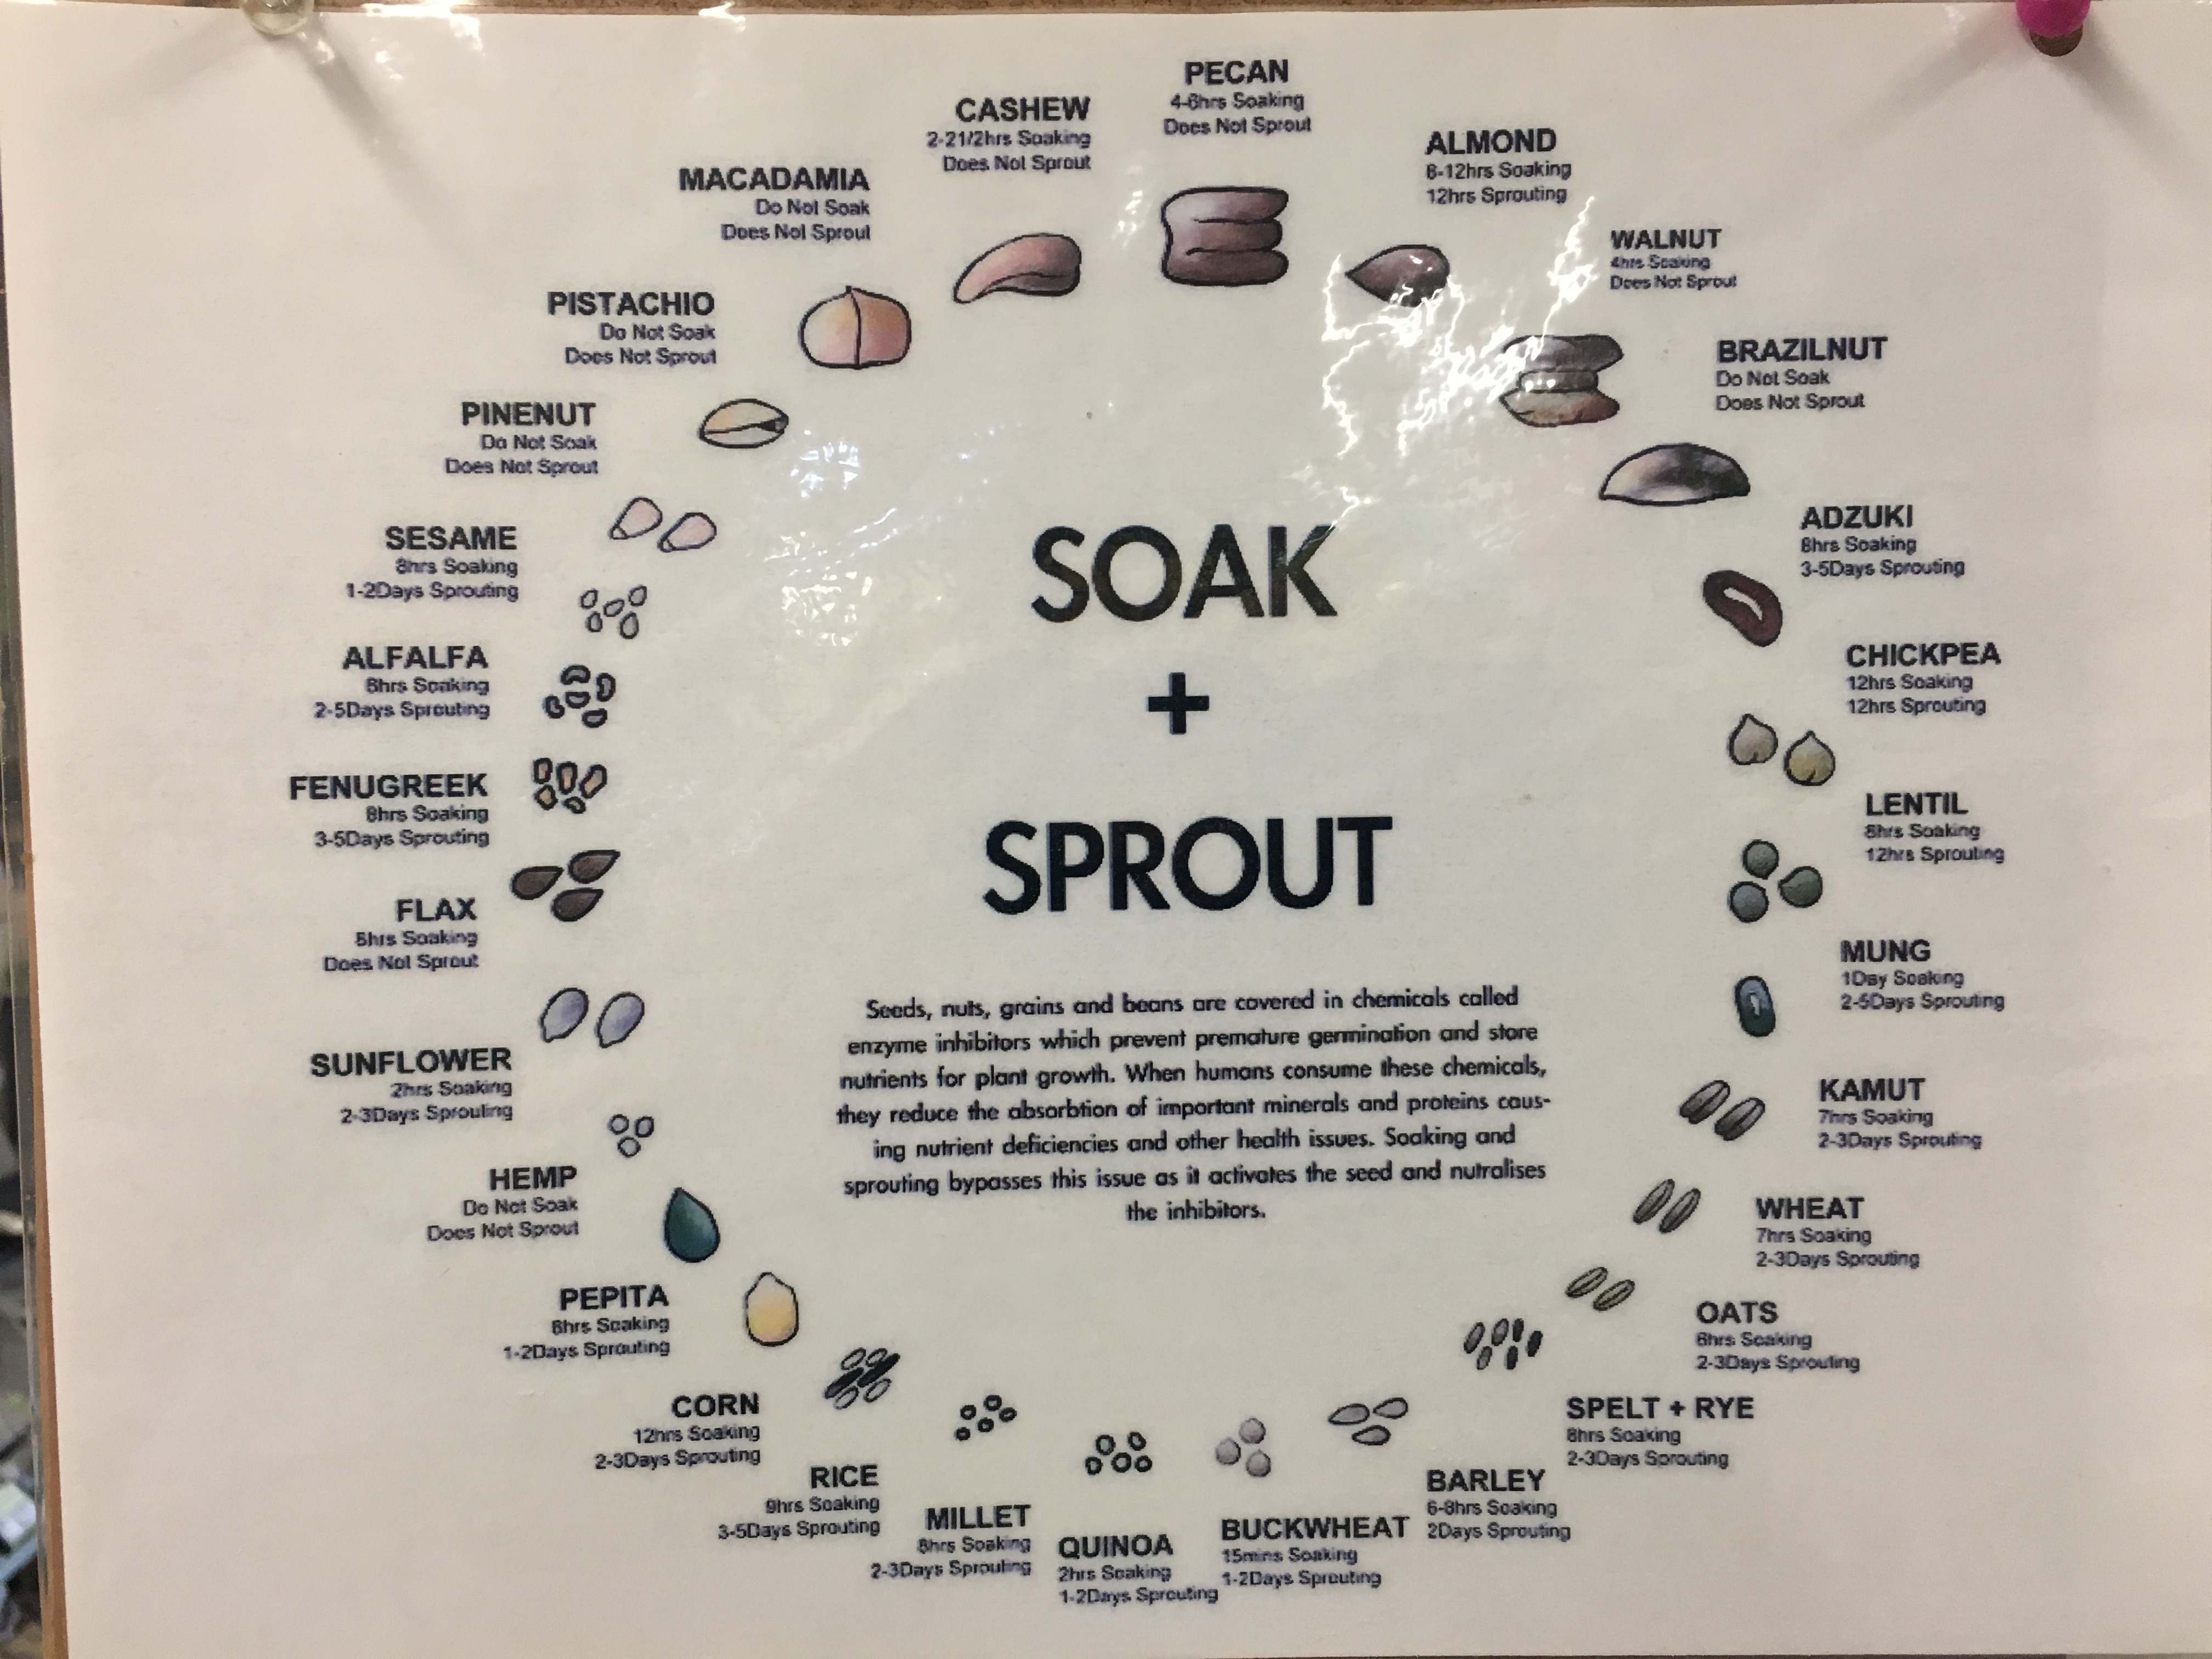 PECAN
4-6hrs Soaking
Does Not Sprout
ALMOND
8-12hrs Soaking
12hrs Sprouting
WALNUT
4hrs Soaking
Does Not Sprout
BRAZILNUT
Do Not Soak
Does Not Sprout
ADZUKI
8hrs Soaking
3-5Days Sprouting
CHICKPEA
12hrs Soaking
12hrs Sprouting
LENTIL
8hrs Soaking
12hrs Sprouting
MUNG
1Day Soaking
2-5Days Sprouting
KAMUT
7hrs Soaking
2-3Days Sprouting
WHEAT
7hrs Soaking
2-3Days Sprouting
OATS
6hrs Soaking
2-3Days Sprouting
SPELT + RYE
8hrs Soaking
2-3Days Sprouting
BARLEY
6-8hrs Soaking
2Days Sprouting
BUCKWHEAT
15mins Soaking
1-2Days Sprouting
QUINOA
2hrs Soaking
1-2Days Sprouting
MILLET
8hrs Soaking
2-3Days Sprouting
RICE
9hrs Soaking
3-5Days Sprouting
CORN
12hrs Soaking
2-3Days Sprouting
PEPITA
8hrs Soaking
1-2Days Sprouting
HEMP
Do Not Soak
Does Not Sprout
SUNFLOWER
2hrs Soaking
2-3Days Sprouting
FLAX
Soaking
Does Not Sprout
FENUGREEK
8hrs Soaking
3-5Days Sprouting
ALFALFA
8hrs Soaking
2-5Days Sprouting
SESAME
8hrs Soaking
1-2Days Sprouting
PINENUT
Do Not Soak
Does Not Sprout
PISTACHIO
Do Not Soak
Does Not Sprout
MACADAMIA
Do Not Soak
Does Not Sprout
CASHEW
2-21/2hrs Soaking
Does Not Sprout
SOAK
+
SPROUT
Seeds, nuts, grains and beans are covered in chemicals called
enzyme inhibitors which prevent premature germination and store
nutrients for plant growth. When humans consume these chemicals,
they reduce the absorbtion of important minerals and proteins caus-
ing nutrient deficiencies and other health issues. Soaking and
sprouting bypasses this issue as it activates the seed and nutralises
the inhibitors.